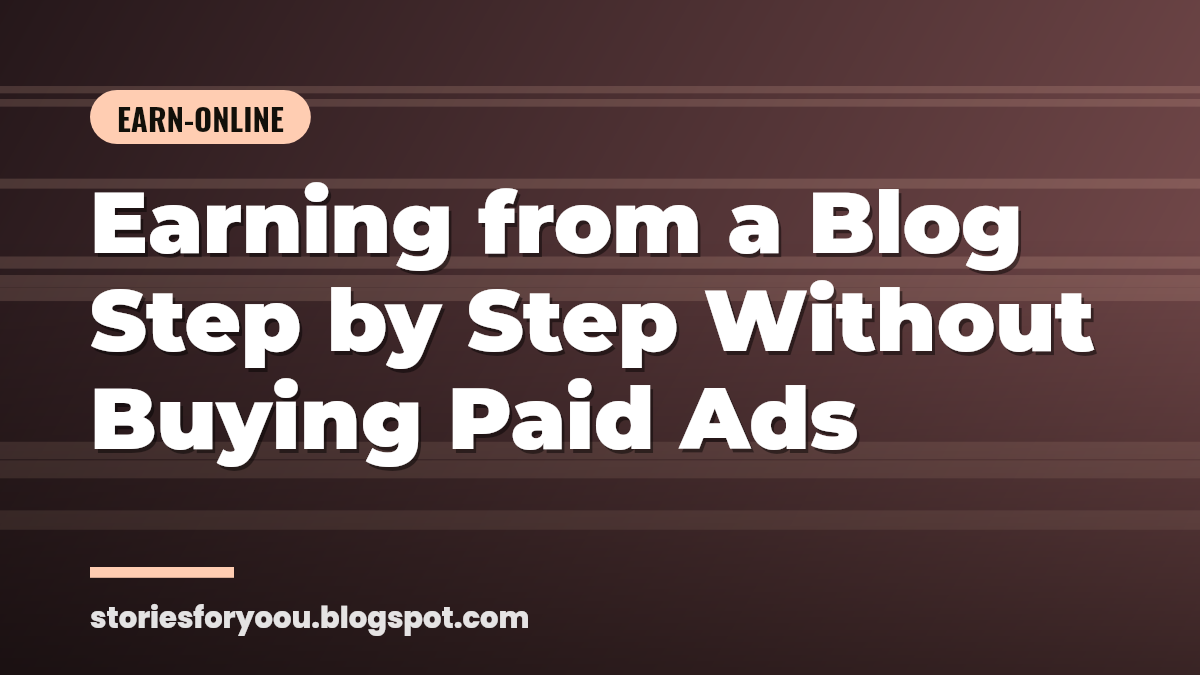 EARN-ONLINE
Earning from a Blog
Step by Step Without
Buying Paid Ads
storiesforyoou.blogspot.com